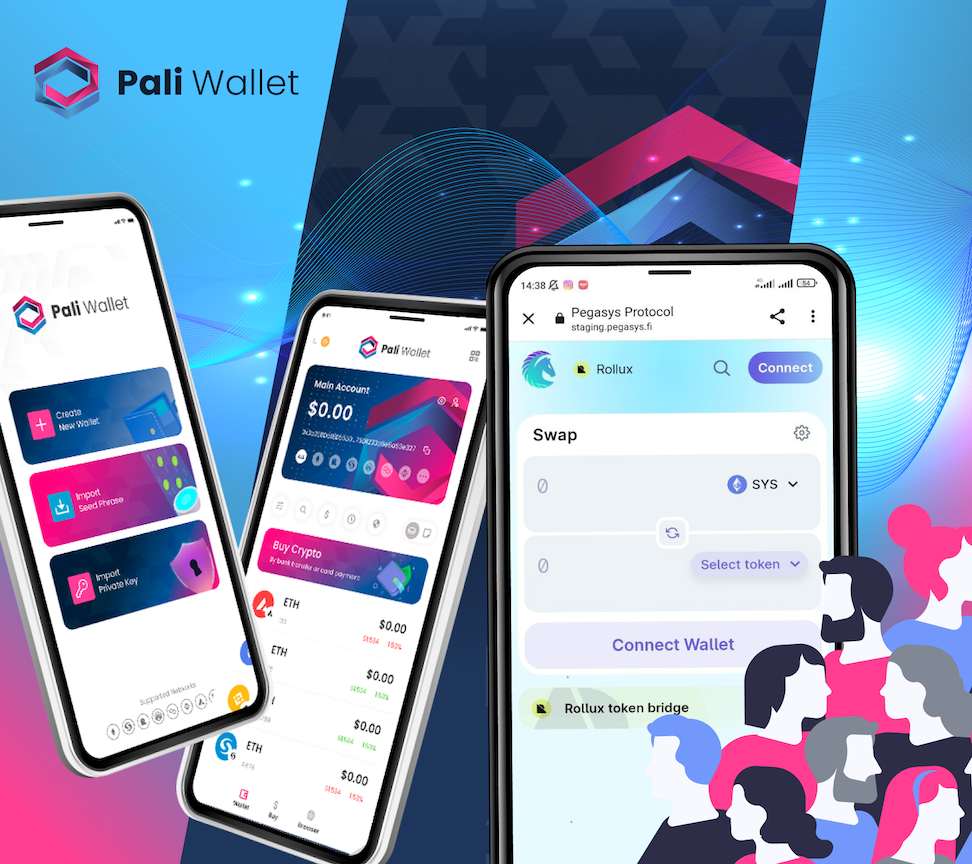 Pali Wallet
Pali Wallet
Create
New Wallet
Import
Seed Phrase
Import
Private Key
Supported Networks
Pali Wallet
Main Account
$0.00
Buy Crypto
By bank transfer or card payment
ETH
$0.00
ETH
$0.00
$0.00
ETH
$0.00
Wallet
Buy
Browser
14:38
4G
54
Pegasys Protocol
staging.pegasys.fi
Rollux
Connect
Swap
0
SYS
0
Select token
Connect Wallet
Rollux token bridge